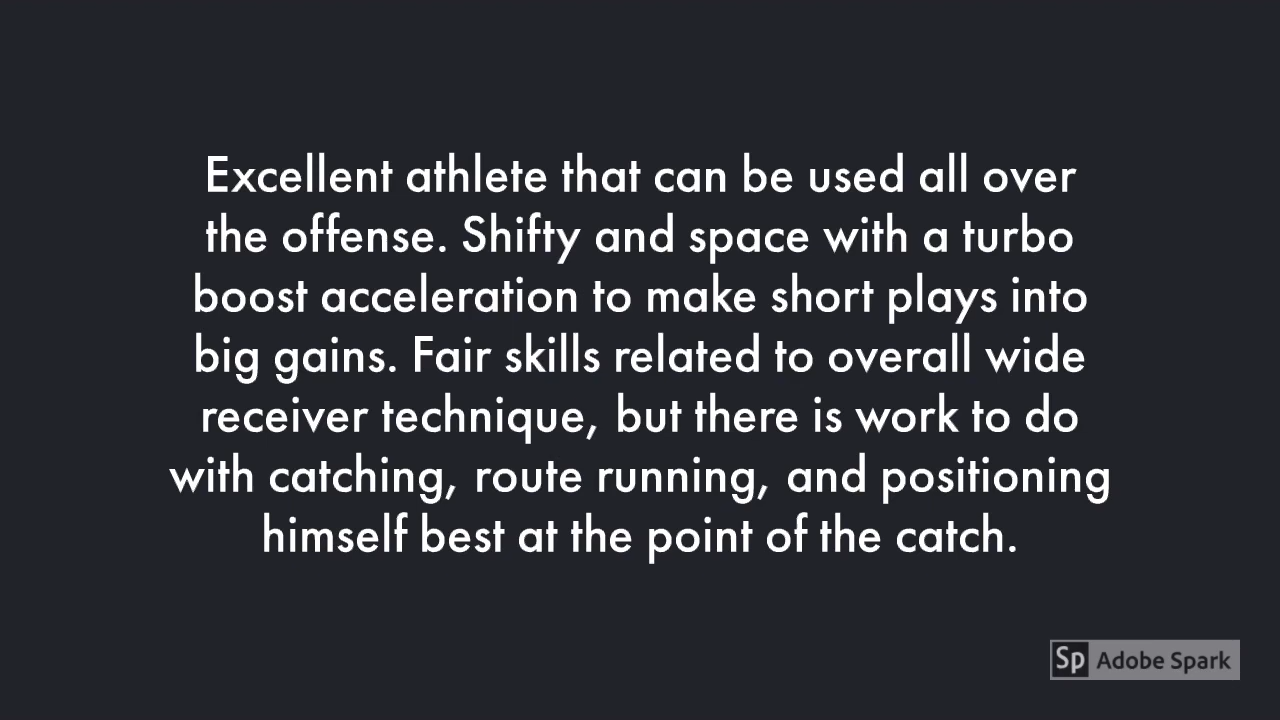 Excellent athlete that can be used all over
the offense. Shifty and space with a turbo
boost acceleration to make short plays into
big gains. Fair skills related to overall wide
receiver technique, but there is work to do
with catching, route running, and positioning
himself best at the point of the catch.
Sp Adobe Spark